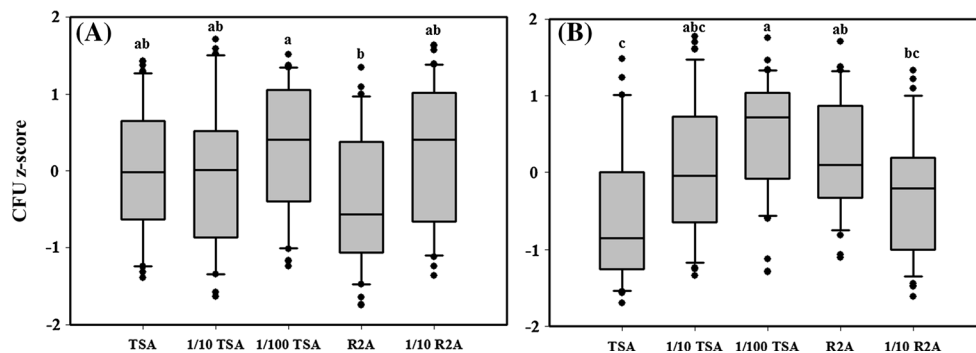 (A)
ab
ab
a
b
ab
CFU z-score
2
1
0
-1
-2
TSA
1/10 TSA
1/100 TSA
R2A
1/10 R2A
(B)
c
abc
a
ab
bc
2
1
0
-1
-2
TSA
1/10 TSA
1/100 TSA
R2A
1/10 R2A